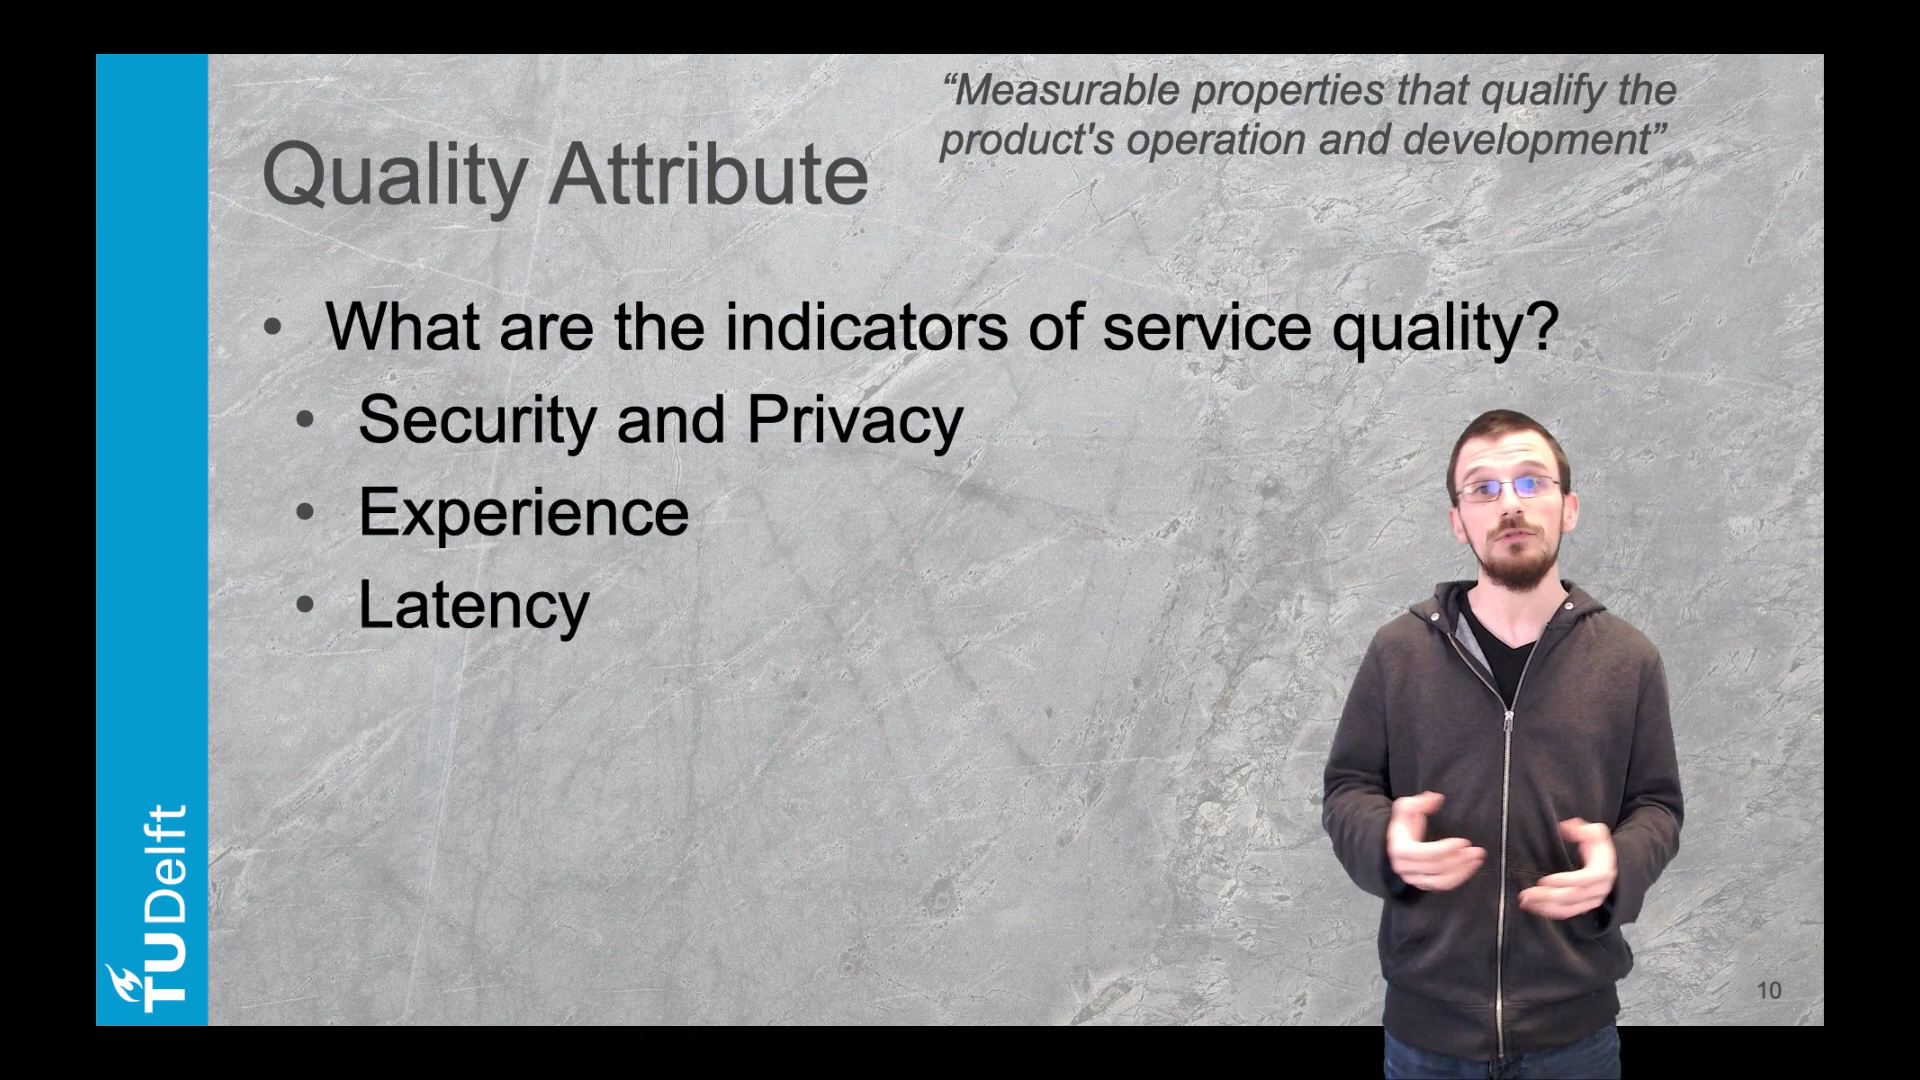 “Measurable properties that qualify the
product's operation and development”
Quality Attribute
• What are the indicators of service quality?
• Security and Privacy
• Experience
• Latency
TUDelft
10